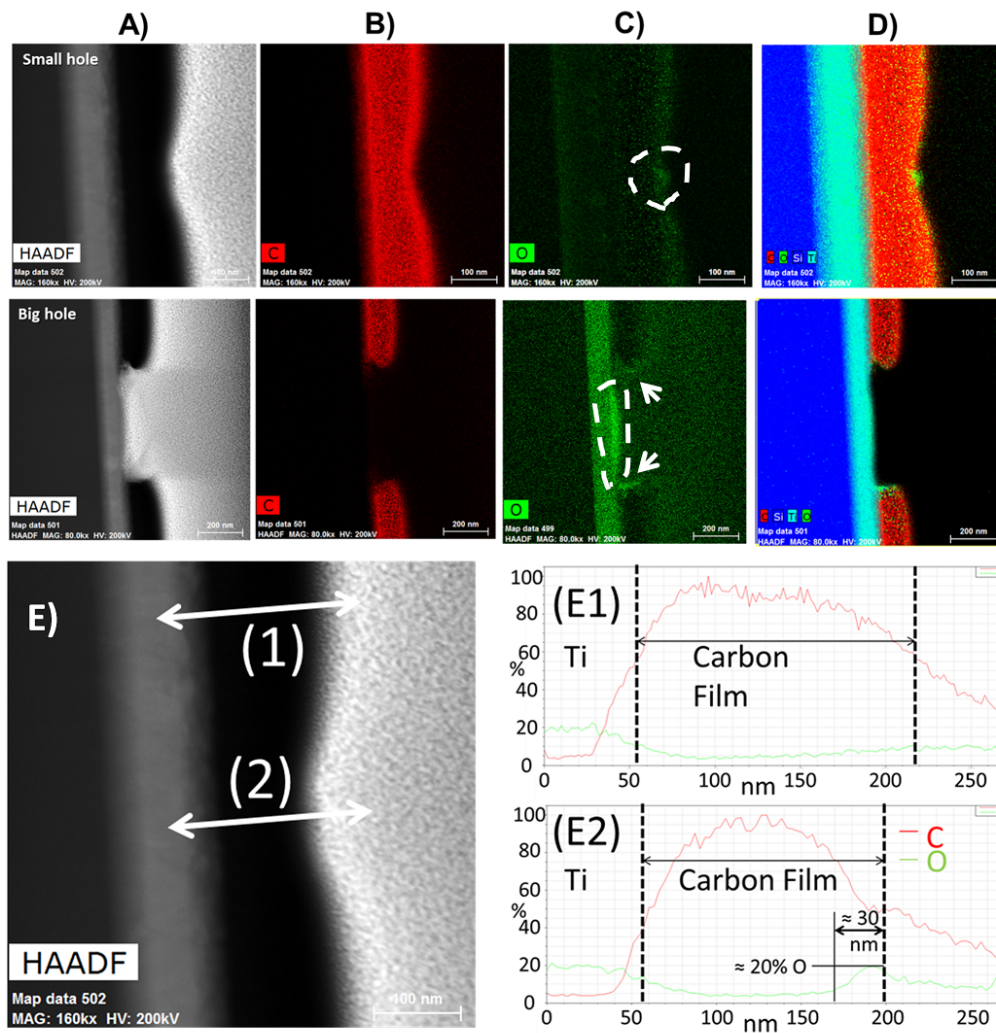 A)
B)
C)
D)
Small hole
HAADF
Map data 502
MAG: 160kx HV: 200kV
100 nm
C
Map data 502
MAG: 160kx HV: 200kV
100 nm
O
Map data 502
MAG: 160kx HV: 200kV
100 nm
C O Si Ti
Map data 502
MAG: 160kx HV: 200kV
100 nm
Big hole
HAADF
Map data 501
MAG: 80.0kx HV: 200kV
200 nm
C
Map data 501
HAADF MAG: 80.0kx HV: 200kV
200 nm
O
Map data 499
HAADF MAG: 80.0kx HV: 200kV
200 nm
C Si Ti O
Map data 501
HAADF MAG: 80.0kx HV: 200kV
200 nm
E)
(1)
(2)
HAADF
Map data 502
MAG: 160kx HV: 200kV
100 nm
(E1)
Ti
Carbon
Film
100
80
60
%
40
20
0
0 50 100 150 200 250
nm
(E2)
Ti
Carbon Film
C
O
≈ 30
nm
≈ 20% O
100
80
60
%
40
20
0
0 50 100 150 200 250
nm